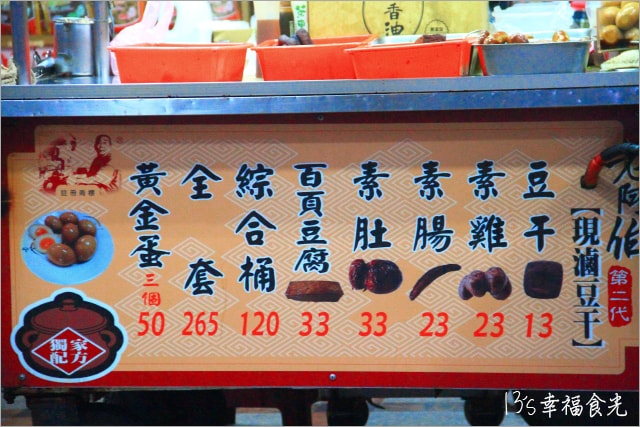 香油
豆干 13
素雞 23
素腸 23
素肚 33
百頁豆腐 33
綜合桶 120
全套 265
黃金蛋 三個 50
伯
【現滷豆干】
第二代
獨家
配方
13's幸福食光